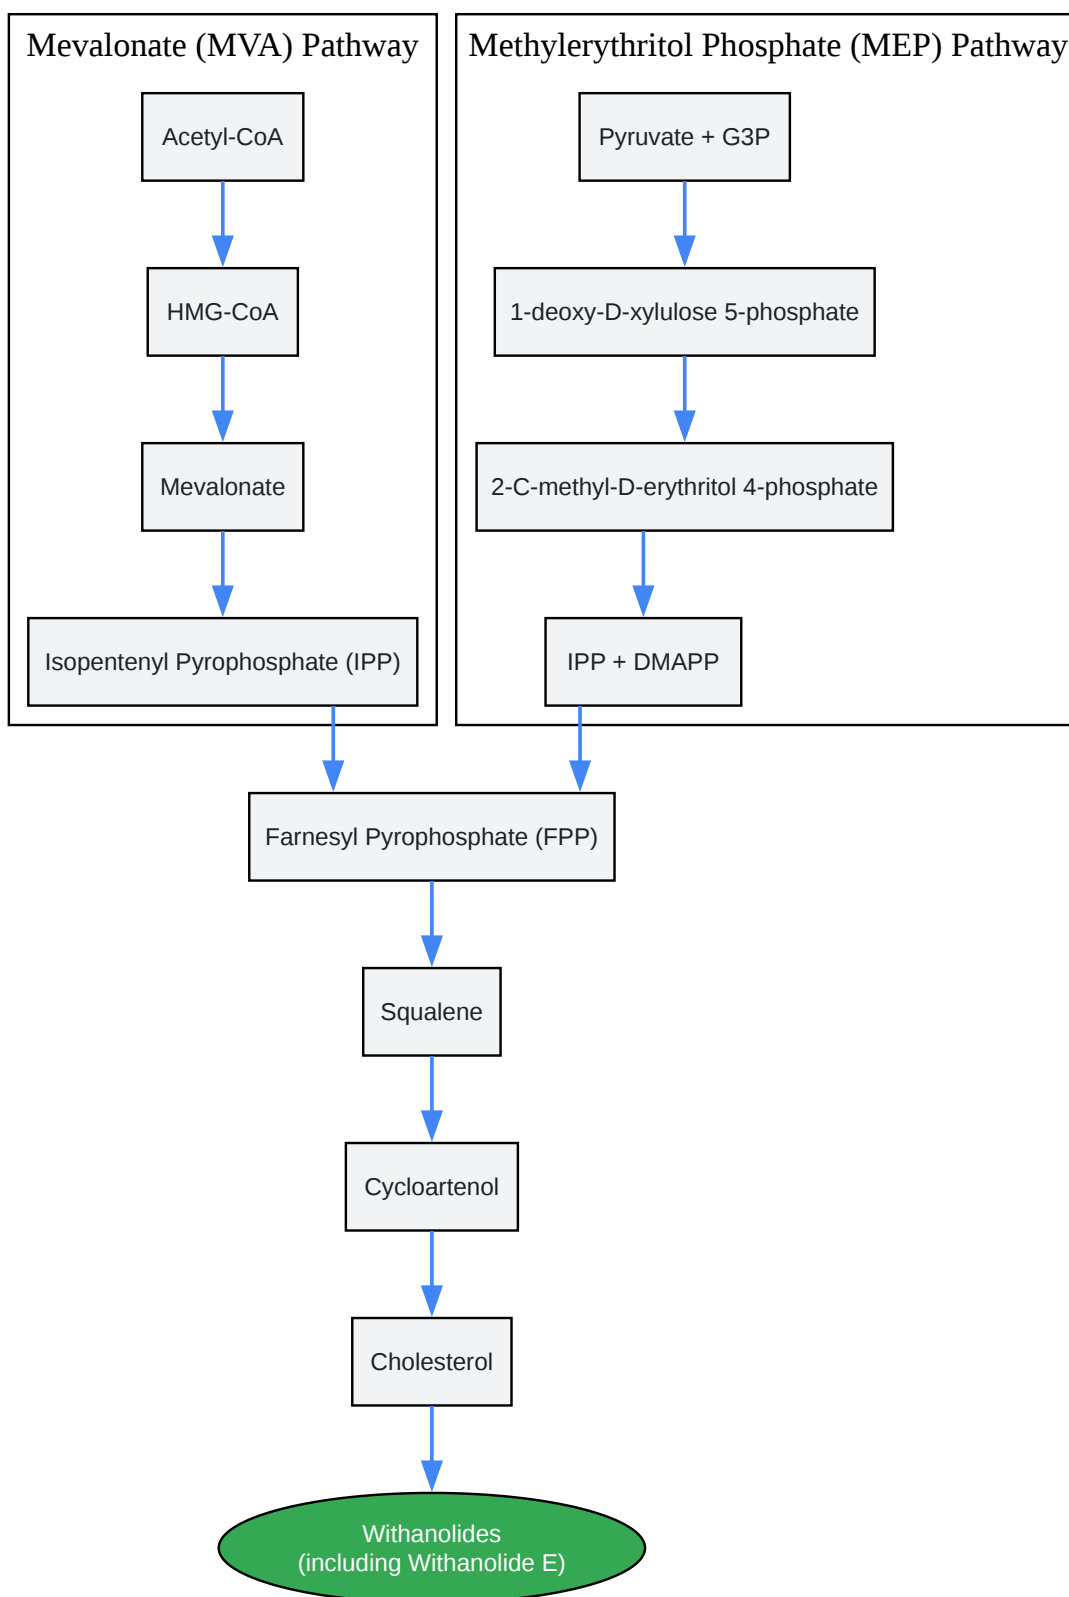 Mevalonate (MVA) Pathway
Acetyl-CoA
HMG-CoA
Mevalonate
Isopentenyl Pyrophosphate (IPP)
Methylerythritol Phosphate (MEP) Pathway
Pyruvate + G3P
1-deoxy-D-xylulose 5-phosphate
2-C-methyl-D-erythritol 4-phosphate
IPP + DMAPP
Farnesyl Pyrophosphate (FPP)
Squalene
Cycloartenol
Cholesterol
Withanolides
(including Withanolide E)